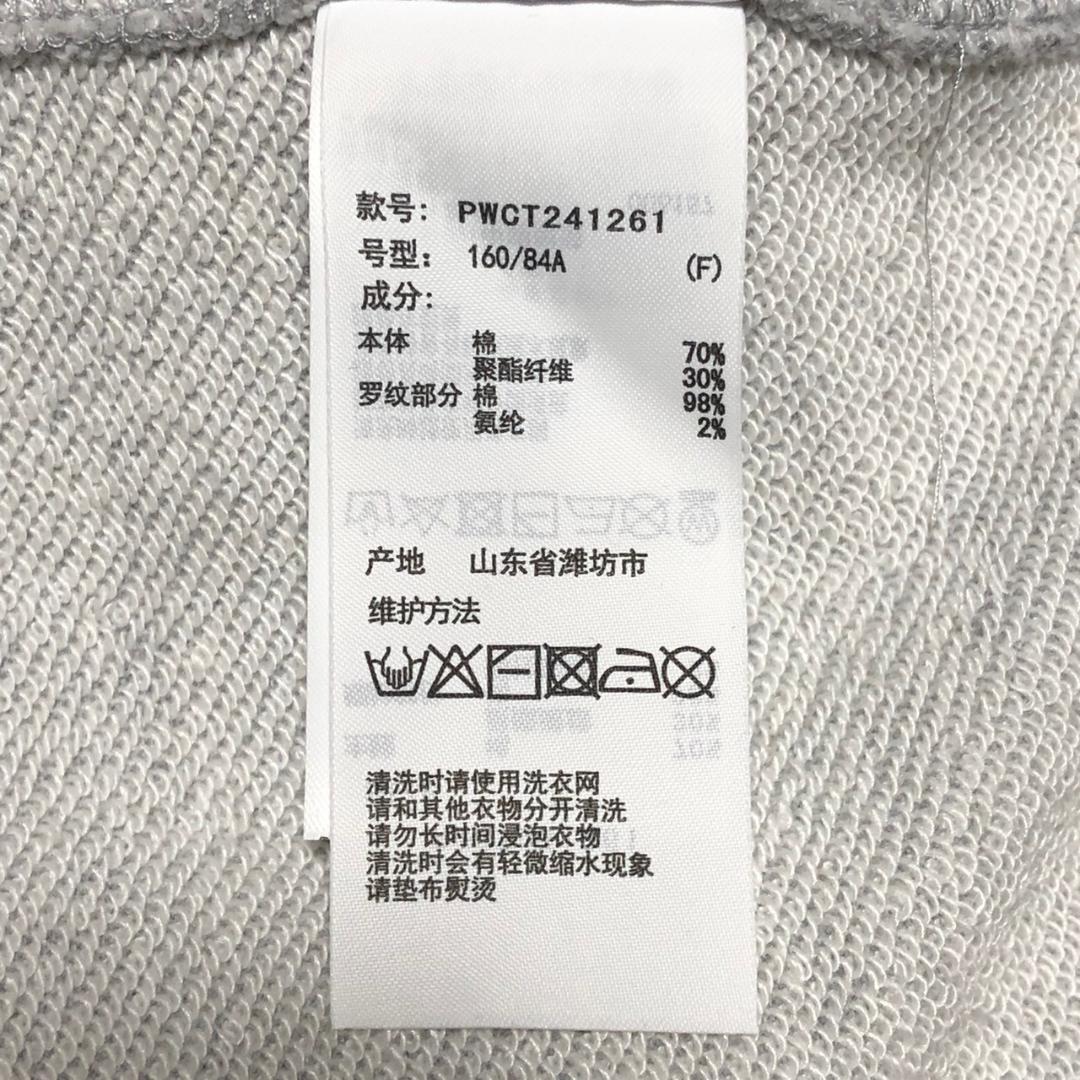 款号: PWCT241261
号型: 160/84A (F)
成分:
本体 棉 70%
聚酯纤维 30%
罗纹部分 棉 98%
氨纶 2%
产地 山东省潍坊市
维护方法
清洗时请使用洗衣网
请和其他衣物分开清洗
请勿长时间浸泡衣物
清洗时会有轻微缩水现象
请垫布熨烫